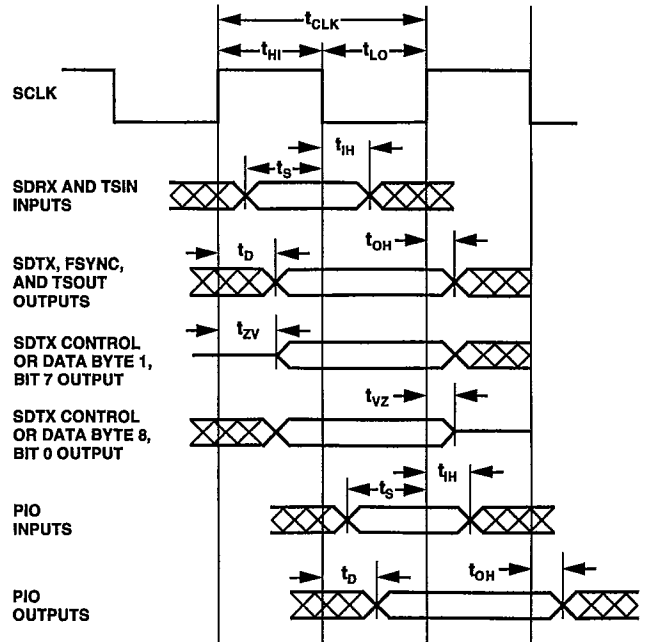 tCLK
tHI
tLO
SCLK
tIH
tS
SDRX AND TSIN
INPUTS
tD
tOH
SDTX, FSYNC,
AND TSOUT
OUTPUTS
tZV
SDTX CONTROL
OR DATA BYTE 1,
BIT 7 OUTPUT
tVZ
SDTX CONTROL
OR DATA BYTE 8,
BIT 0 OUTPUT
tS
tIH
PIO
INPUTS
tD
tOH
PIO
OUTPUTS